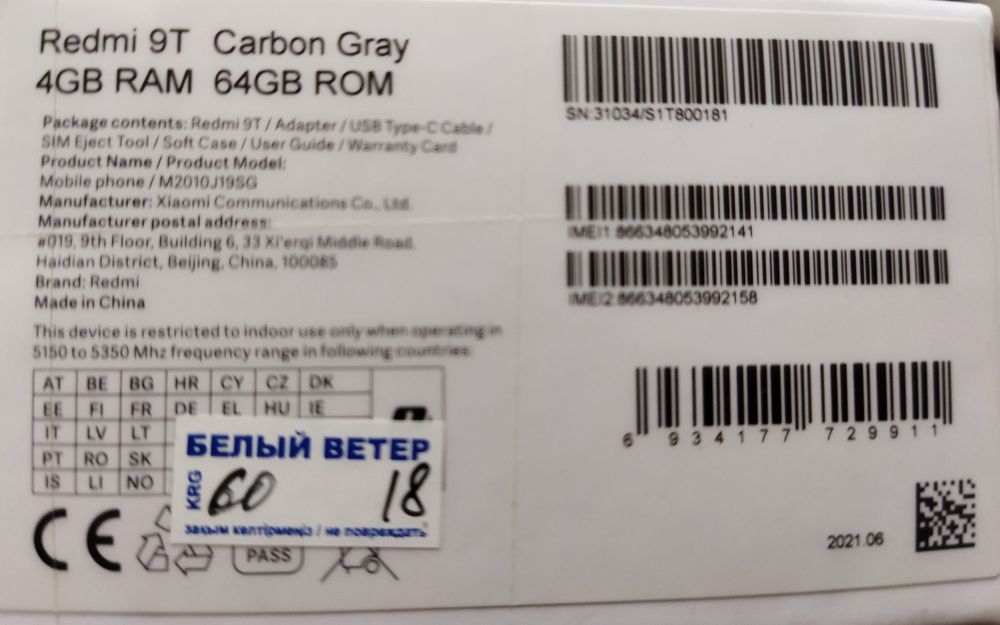 Redmi 9T Carbon Gray
4GB RAM 64GB ROM
Package contents: Redmi 9T / Adapter / USB Type-C Cable /
SIM Eject Tool / Soft Case / User Guide / Warranty Card
Product Name / Product Model:
Mobile phone / M2010J19SG
Manufacturer: Xiaomi Communications Co., Ltd.
Manufacturer postal address:
#019, 9th Floor, Building 6, 33 Xi'erqi Middle Road,
Haidian District, Beijing, China, 100085
Brand: Redmi
Made in China
This device is restricted to indoor use only when operating in
5150 to 5350 Mhz frequency range in following countries:
AT BE BG HR CY CZ DK
EE FI FR DE EL HU IE
IT LV LT
PT RO SK
IS LI NO
БЕЛЫЙ ВЕТЕР
KRG 60 18
закым келтірмеңіз / не повреждать
CE
PASS
SN:31034/S1T800181
IMEI1:866348053992141
IMEI2:866348053992158
6 934177 729911
2021.06